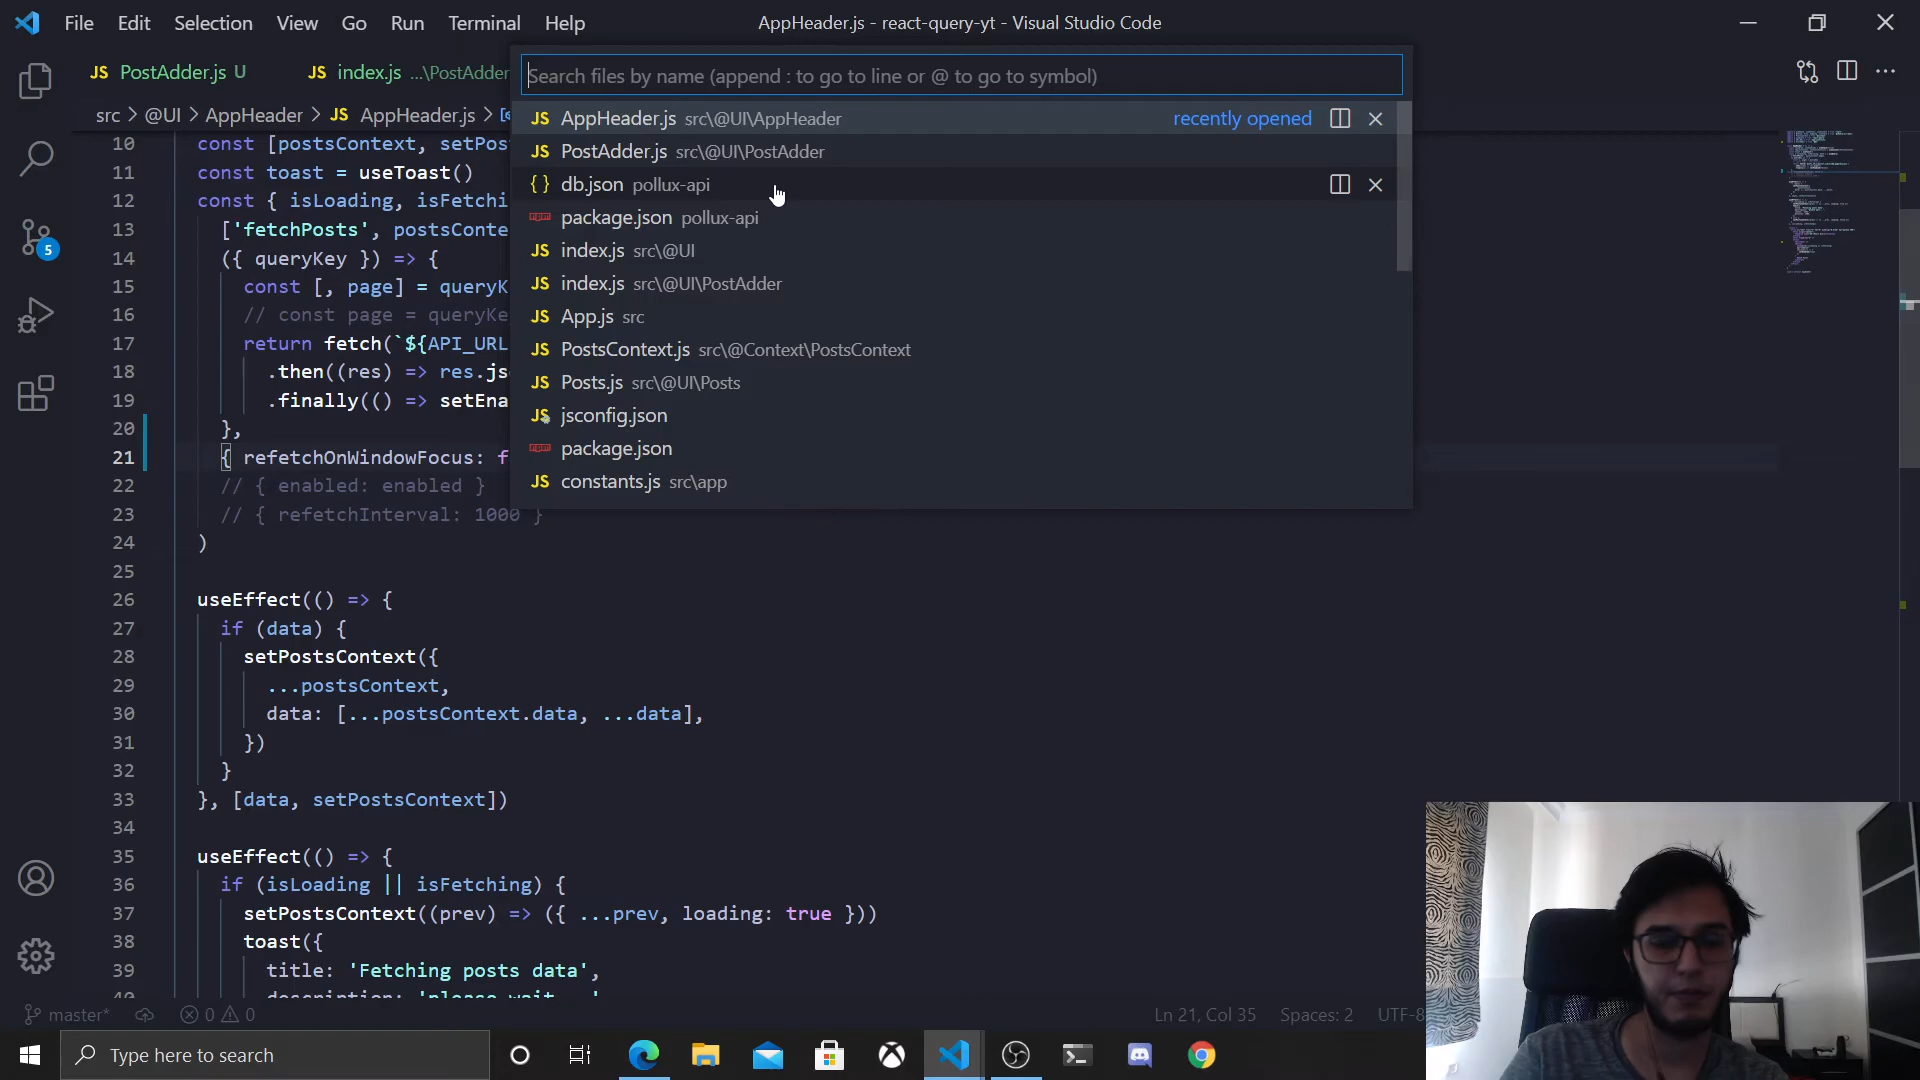 File Edit Selection View Go Run Terminal Help
AppHeader.js - react-query-yt - Visual Studio Code
JS PostAdder.js U
JS index.js ...\PostAdder
src > @UI > AppHeader > JS AppHeader.js >
Search files by name (append : to go to line or @ to go to symbol)
JS AppHeader.js src\@UI\AppHeader recently opened
JS PostAdder.js src\@UI\PostAdder
{ } db.json pollux-api
package.json pollux-api
JS index.js src\@UI
JS index.js src\@UI\PostAdder
JS App.js src
JS PostsContext.js src\@Context\PostsContext
JS Posts.js src\@UI\Posts
JS jsconfig.json
package.json
JS constants.js src\app
5
10 const [postsContext, setPos
11 const toast = useToast()
12 const { isLoading, isFetchi
13 ['fetchPosts', postsConte
14 ({ queryKey }) => {
15 const [, page] = queryK
16 // const page = queryKe
17 return fetch(`${API_URL
18 .then((res) => res.js
19 .finally(() => setEna
20 },
21 { refetchOnWindowFocus: f
22 // { enabled: enabled }
23 // { refetchInterval: 1000 }
24 )
25
26 useEffect(() => {
27 if (data) {
28 setPostsContext({
29 ...postsContext,
30 data: [...postsContext.data, ...data],
31 })
32 }
33 }, [data, setPostsContext])
34
35 useEffect(() => {
36 if (isLoading || isFetching) {
37 setPostsContext((prev) => ({ ...prev, loading: true }))
38 toast({
39 title: 'Fetching posts data',
40 description: 'please wait...'
master* 0 0 Ln 21, Col 35 Spaces: 2 UTF-8
Type here to search